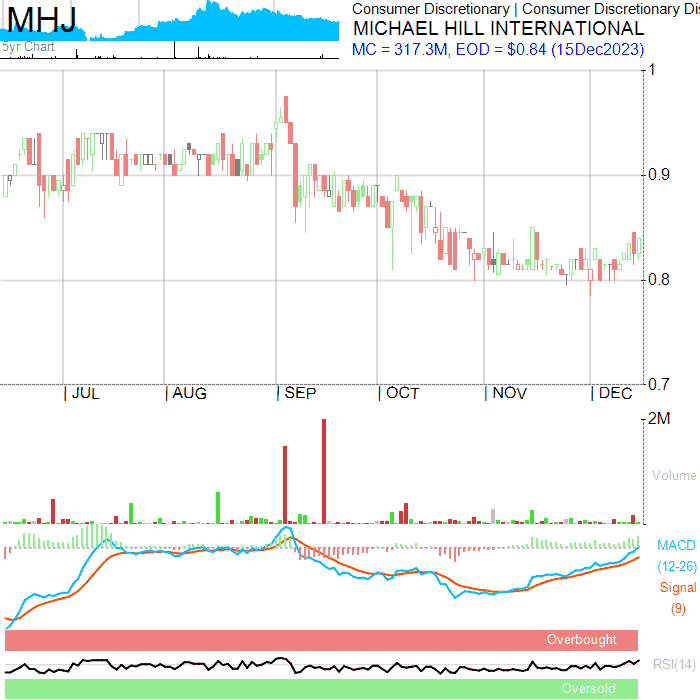 MHJ
5yr Chart
Consumer Discretionary | Consumer Discretionary Dis
MICHAEL HILL INTERNATIONAL
MC = 317.3M, EOD = $0.84 (15Dec2023)
1
0.9
0.8
0.7
| JUL | AUG | SEP | OCT | NOV | DEC
2M
Volume
MACD
(12-26)
Signal
(9)
Overbought
RSI(14)
Oversold